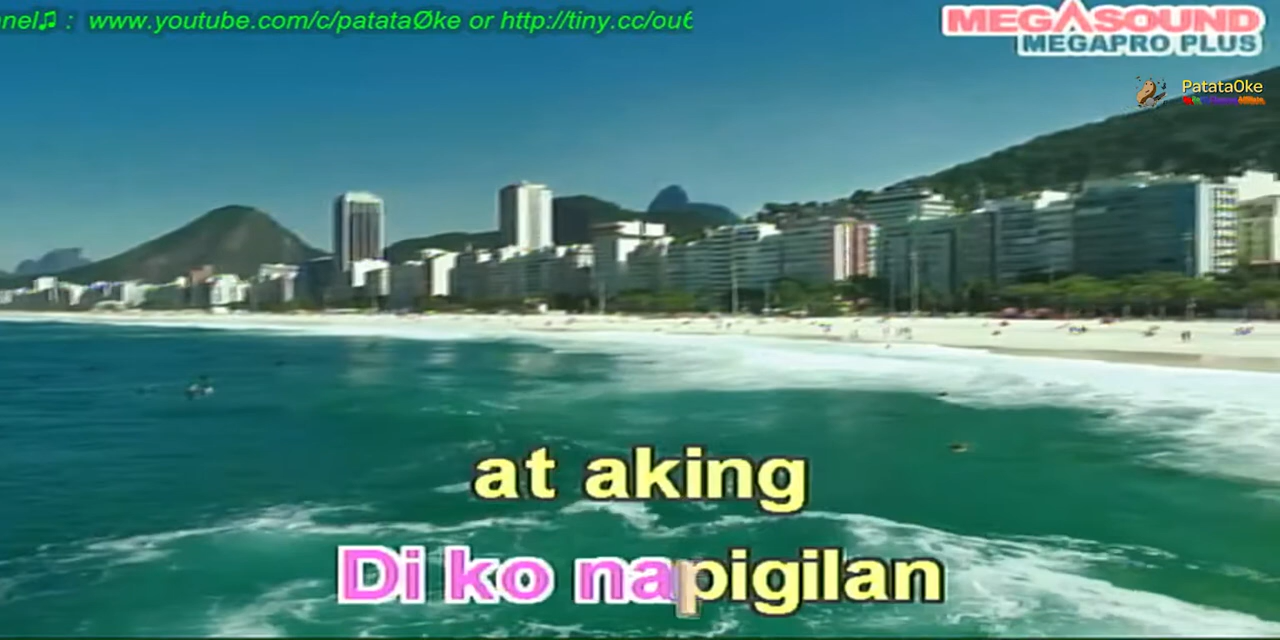 nel♫ : www.youtube.com/c/patataØke or http://tiny.cc/ou6
MEGASOUND
MEGAPRO PLUS
PatataOke
at aking
Di ko napigilan